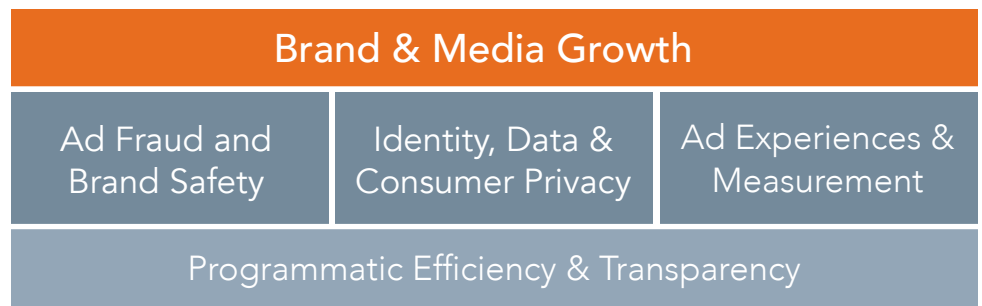 Brand & Media Growth
Ad Fraud and
Brand Safety
Identity, Data &
Consumer Privacy
Ad Experiences &
Measurement
Programmatic Efficiency & Transparency